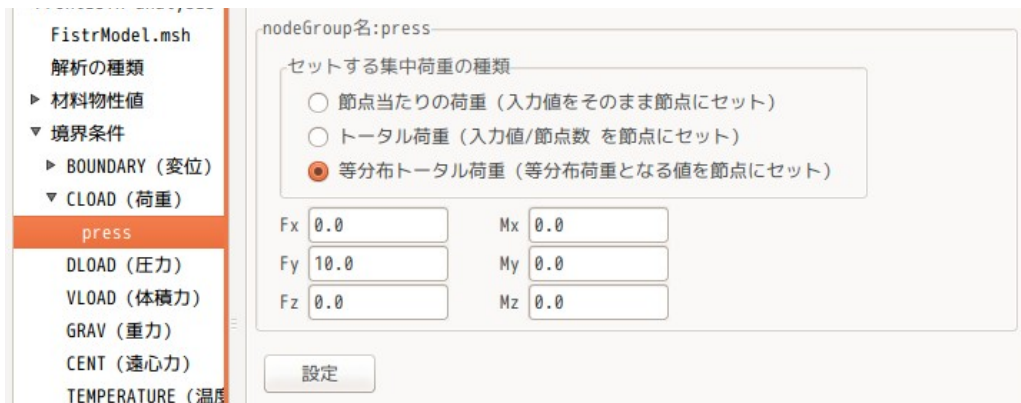 FistrModel.msh
解析の種類
材料物性値
境界条件
BOUNDARY (変位)
CLOAD (荷重)
press
DLOAD (圧力)
VLOAD (体積力)
GRAV (重力)
CENT (遠心力)
TEMPERATURE (温度
nodeGroup名:press
セットする集中荷重の種類
節点当たりの荷重 (入力値をそのまま節点にセット)
トータル荷重 (入力値/節点数 を節点にセット)
等分布トータル荷重 (等分布荷重となる値を節点にセット)
Fx 0.0 Mx 0.0
Fy 10.0 My 0.0
Fz 0.0 Mz 0.0
設定